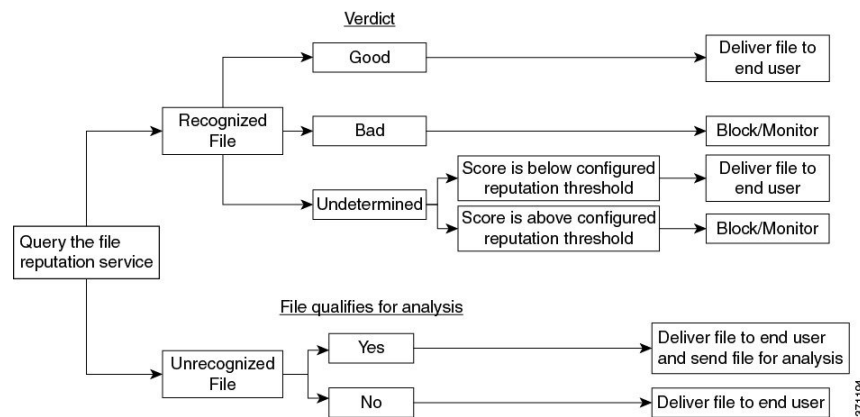 Verdict
Good
Deliver file to
end user
Recognized
File
Bad
Block/Monitor
Undetermined
Score is below configured
reputation threshold
Deliver file to
end user
Score is above configured
reputation threshold
Block/Monitor
Query the file
reputation service
File qualifies for analysis
Unrecognized
File
Yes
Deliver file to end user
and send file for analysis
No
Deliver file to end user